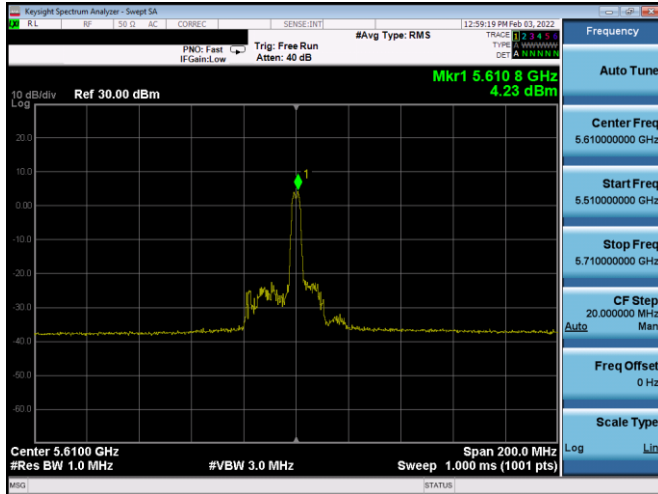 Keysight Spectrum Analyzer - Swept SA
RL RF 50 Ω AC CORREC SENSE:INT 12:59:19 PM Feb 03, 2022
#Avg Type: RMS TRACE 1 2 3 4 5 6
PNO: Fast Trig: Free Run TYPE A WWWWW
IFGain:Low Atten: 40 dB DET A N N N N N
Mkr1 5.610 8 GHz
4.23 dBm
10 dB/div Ref 30.00 dBm
Log
20.0
10.0
1
0.00
-10.0
-20.0
-30.0
-40.0
-50.0
-60.0
Center 5.6100 GHz Span 200.0 MHz
#Res BW 1.0 MHz #VBW 3.0 MHz Sweep 1.000 ms (1001 pts)
MSG STATUS
Frequency
Auto Tune
Center Freq
5.610000000 GHz
Start Freq
5.510000000 GHz
Stop Freq
5.710000000 GHz
CF Step
20.000000 MHz
Auto Man
Freq Offset
0 Hz
Scale Type
Log Lin